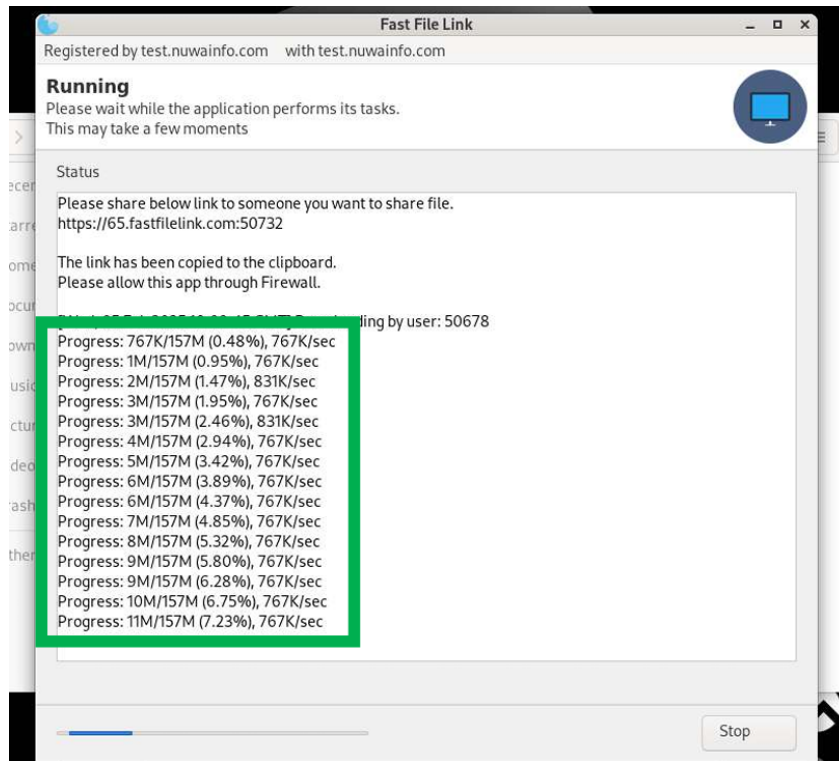 Fast File Link
Registered by test.nuwainfo.com with test.nuwainfo.com
Running
Please wait while the application performs its tasks.
This may take a few moments
Status
Please share below link to someone you want to share file.
https://65.fastfilelink.com:50732
The link has been copied to the clipboard.
Please allow this app through Firewall.
by user: 50678
Progress: 767K/157M (0.48%), 767K/sec
Progress: 1M/157M (0.95%), 767K/sec
Progress: 2M/157M (1.47%), 831K/sec
Progress: 3M/157M (1.95%), 767K/sec
Progress: 3M/157M (2.46%), 831K/sec
Progress: 4M/157M (2.94%), 767K/sec
Progress: 5M/157M (3.42%), 767K/sec
Progress: 6M/157M (3.89%), 767K/sec
Progress: 6M/157M (4.37%), 767K/sec
Progress: 7M/157M (4.85%), 767K/sec
Progress: 8M/157M (5.32%), 767K/sec
Progress: 9M/157M (5.80%), 767K/sec
Progress: 9M/157M (6.28%), 767K/sec
Progress: 10M/157M (6.75%), 767K/sec
Progress: 11M/157M (7.23%), 767K/sec
Stop